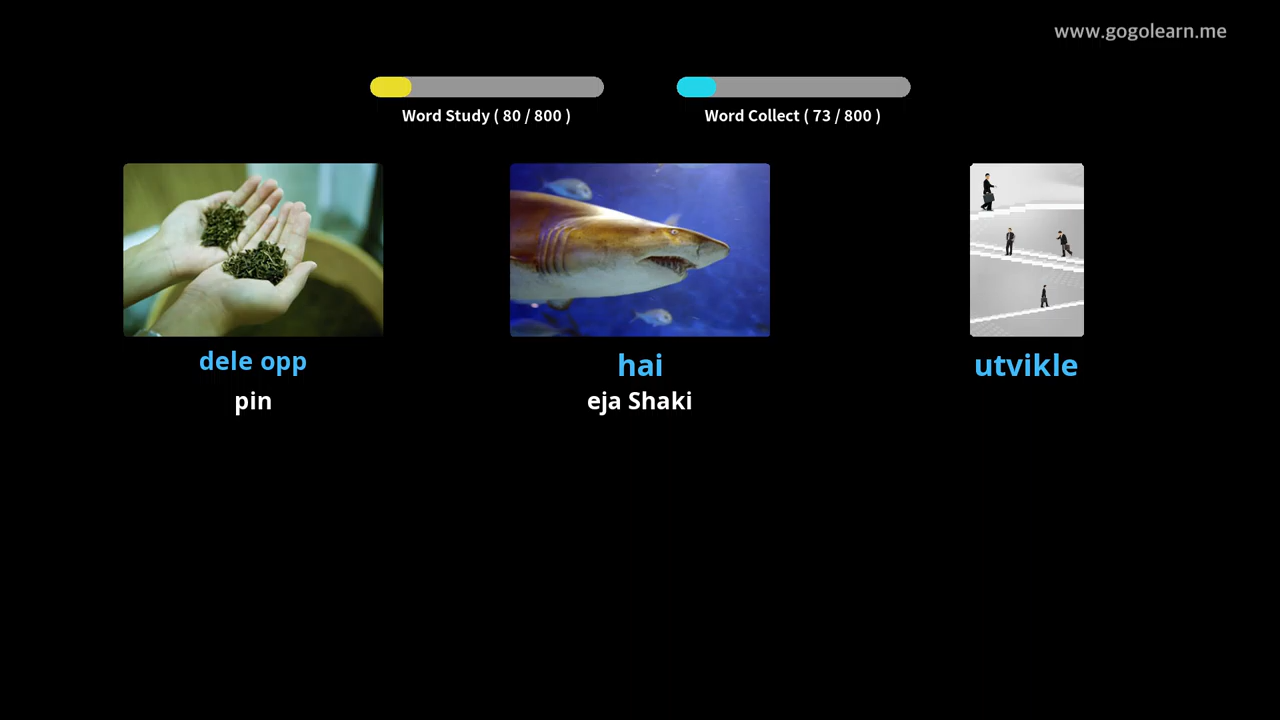 www.gogolearn.me
Word Study ( 80 / 800 )
Word Collect ( 73 / 800 )
dele opp
hai
utvikle
pin
eja Shaki